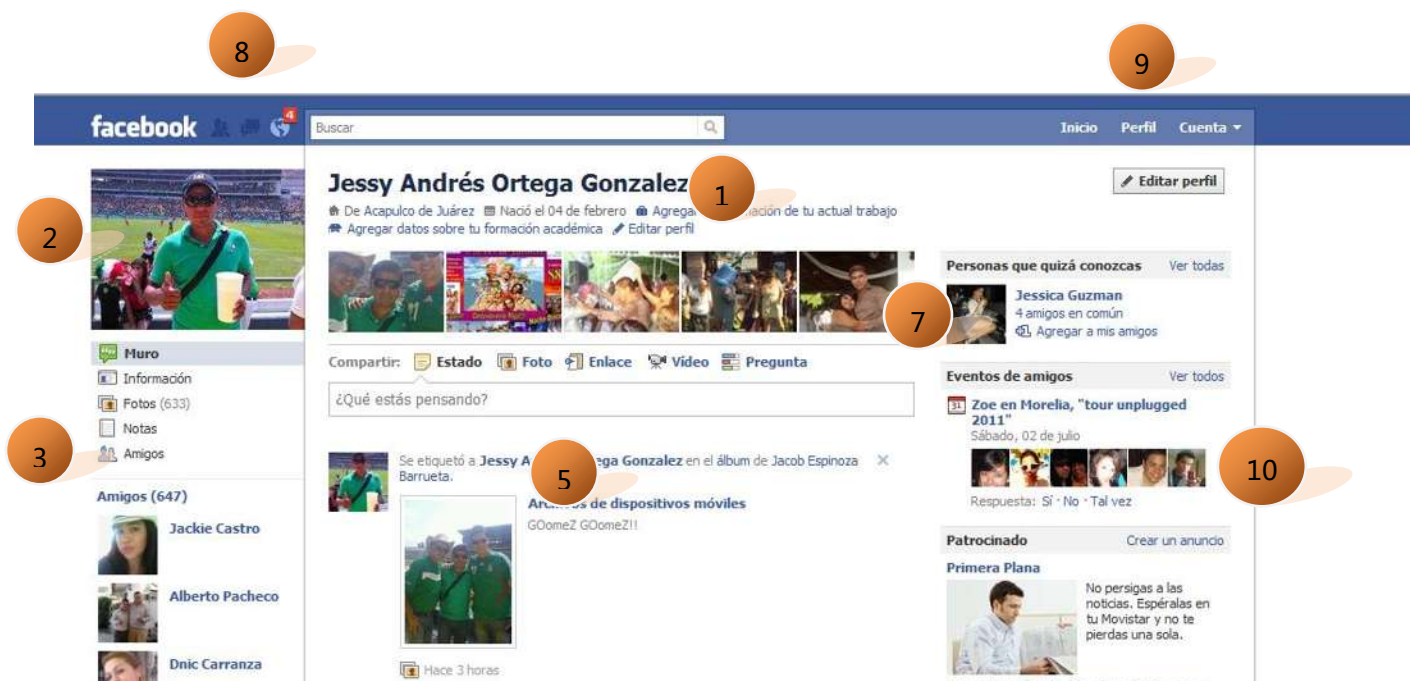 8
9
facebook 4 Buscar Inicio Perfil Cuenta
Jessy Andrés Ortega Gonzalez
1
Editar perfil
De Acapulco de Juárez Nació el 04 de febrero Agregar mación de tu actual trabajo
Agregar datos sobre tu formación académica Editar perfil
2
Muro
Información
Fotos (633)
Notas
Amigos
3
Amigos (647)
Jackie Castro
Alberto Pacheco
Dnic Carranza
Compartir: Estado Foto Enlace Vídeo Pregunta
¿Qué estás pensando?
Se etiquetó a Jessy A ega Gonzalez en el álbum de Jacob Espinoza
Barrueta.
5
Arc s de dispositivos móviles
GOomeZ GOomeZ!!
Hace 3 horas
Personas que quizá conozcas Ver todas
7
Jessica Guzman
4 amigos en común
Agregar a mis amigos
Eventos de amigos Ver todos
31 Zoe en Morelia, "tour unplugged
2011"
Sábado, 02 de julio
10
Respuesta: Sí · No · Tal vez
Patrocinado Crear un anuncio
Primera Plana
No persigas a las
noticias. Espéralas en
tu Movistar y no te
pierdas una sola.